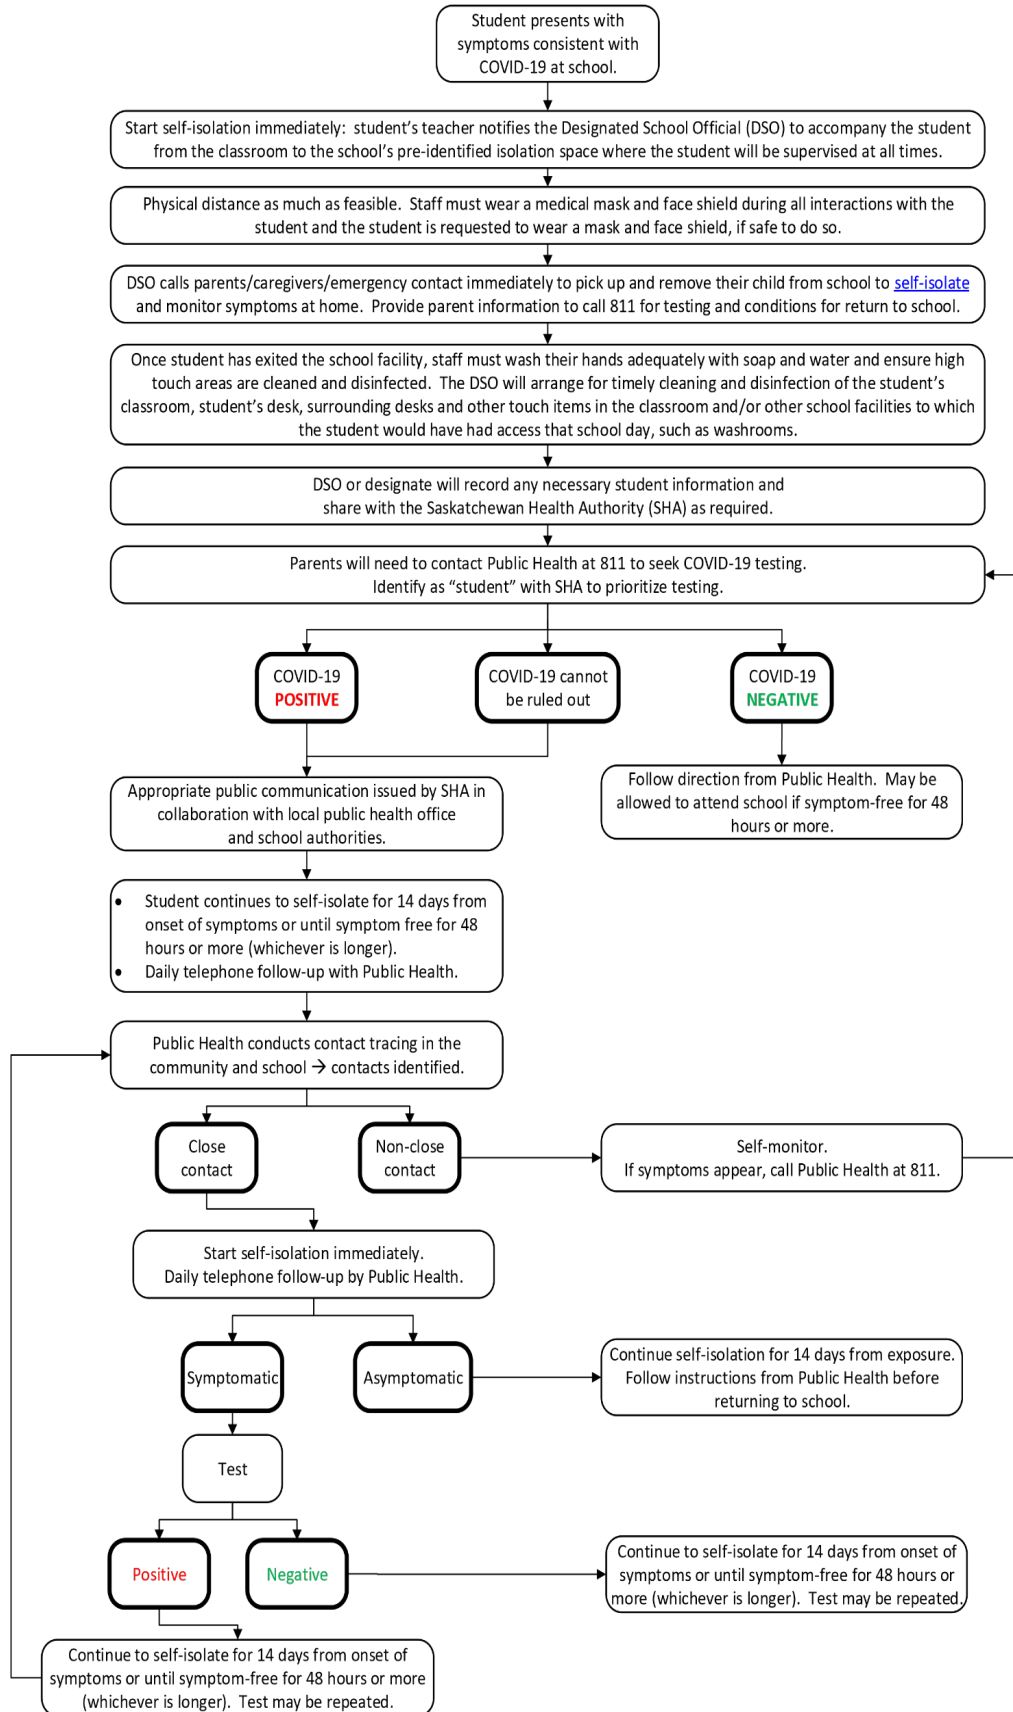 Student presents with
symptoms consistent with
COVID-19 at school.
Start self-isolation immediately:  student’s teacher notifies the Designated School Official (DSO) to accompany the student
from the classroom to the school’s pre-identified isolation space where the student will be supervised at all times.
Physical distance as much as feasible.  Staff must wear a medical mask and face shield during all interactions with the
student and the student is requested to wear a mask and face shield, if safe to do so.
DSO calls parents/caregivers/emergency contact immediately to pick up and remove their child from school to self-isolate
and monitor symptoms at home.  Provide parent information to call 811 for testing and conditions for return to school.
Once student has exited the school facility, staff must wash their hands adequately with soap and water and ensure high
touch areas are cleaned and disinfected.  The DSO will arrange for timely cleaning and disinfection of the student’s
classroom, student’s desk, surrounding desks and other touch items in the classroom and/or other school facilities to which
the student would have had access that school day, such as washrooms.
DSO or designate will record any necessary student information and
share with the Saskatchewan Health Authority (SHA) as required.
Parents will need to contact Public Health at 811 to seek COVID-19 testing.
Identify as “student” with SHA to prioritize testing.
COVID-19
POSITIVE
COVID-19 cannot
be ruled out
COVID-19
NEGATIVE
Appropriate public communication issued by SHA in
collaboration with local public health office
and school authorities.
Follow direction from Public Health.  May be
allowed to attend school if symptom-free for 48
hours or more.
• Student continues to self-isolate for 14 days from
onset of symptoms or until symptom free for 48
hours or more (whichever is longer).
• Daily telephone follow-up with Public Health.
Public Health conducts contact tracing in the
community and school → contacts identified.
Close
contact
Non-close
contact
Self-monitor.
If symptoms appear, call Public Health at 811.
Start self-isolation immediately.
Daily telephone follow-up by Public Health.
Symptomatic
Asymptomatic
Continue self-isolation for 14 days from exposure.
Follow instructions from Public Health before
returning to school.
Test
Positive
Negative
Continue to self-isolate for 14 days from onset of
symptoms or until symptom-free for 48 hours or
more (whichever is longer).  Test may be repeated.
Continue to self-isolate for 14 days from onset of
symptoms or until symptom-free for 48 hours or more
(whichever is longer).  Test may be repeated.